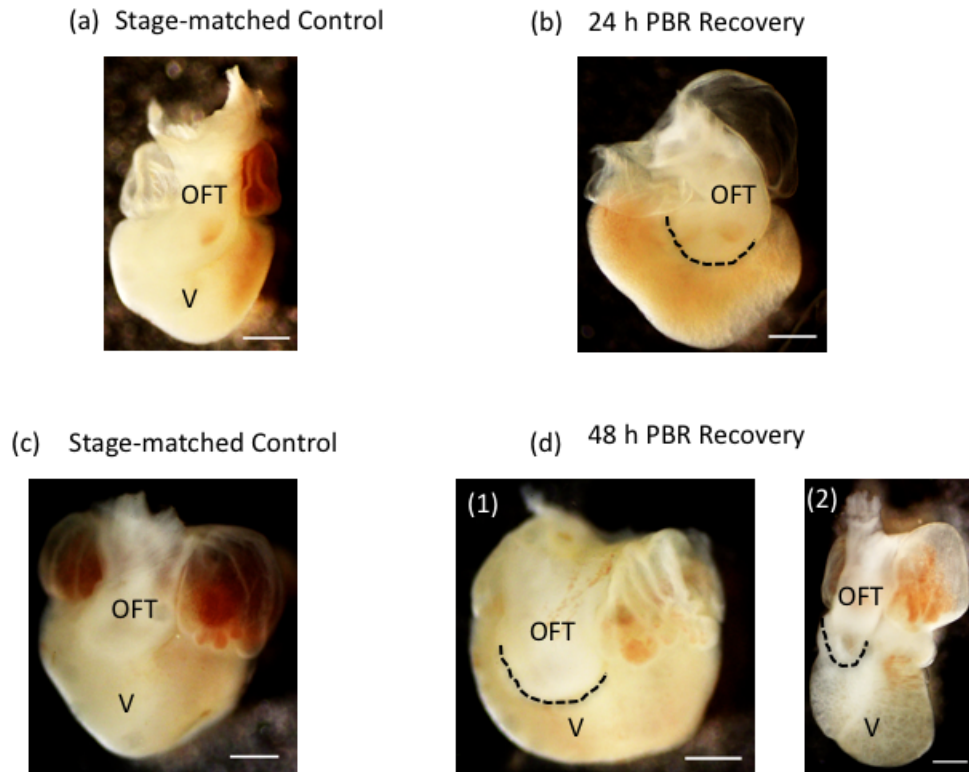 (a) Stage-matched Control
(b) 24 h PBR Recovery
OFT
V
OFT
(c) Stage-matched Control
(d) 48 h PBR Recovery
(1)
(2)
OFT
V
OFT
V
OFT
V